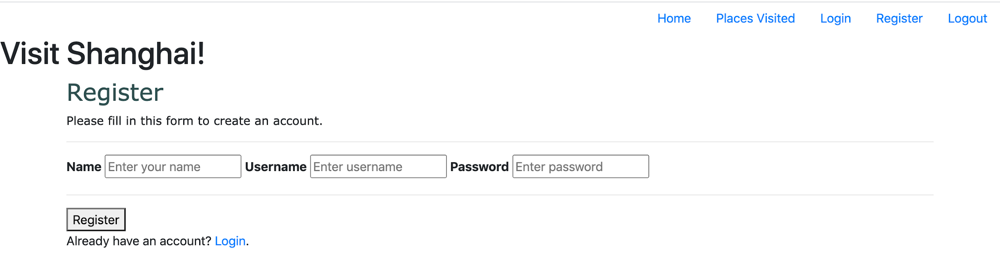 Home Places Visited Login Register Logout
Visit Shanghai!
Register
Please fill in this form to create an account.
Name Enter your name Username Enter username Password Enter password
Register
Already have an account? Login.